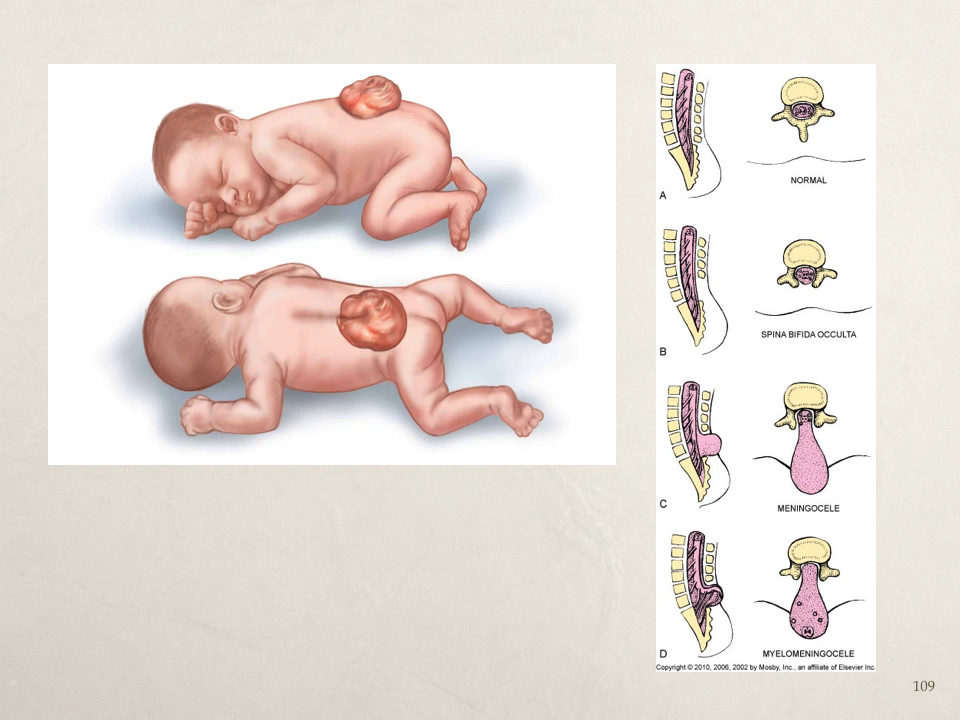 A
NORMAL
B
SPINA BIFIDA OCCULTA
C
MENINGOCELE
D
MYELOMENINGOCELE
Copyright © 2010, 2006, 2002 by Mosby, Inc., an affiliate of Elsevier Inc.
109